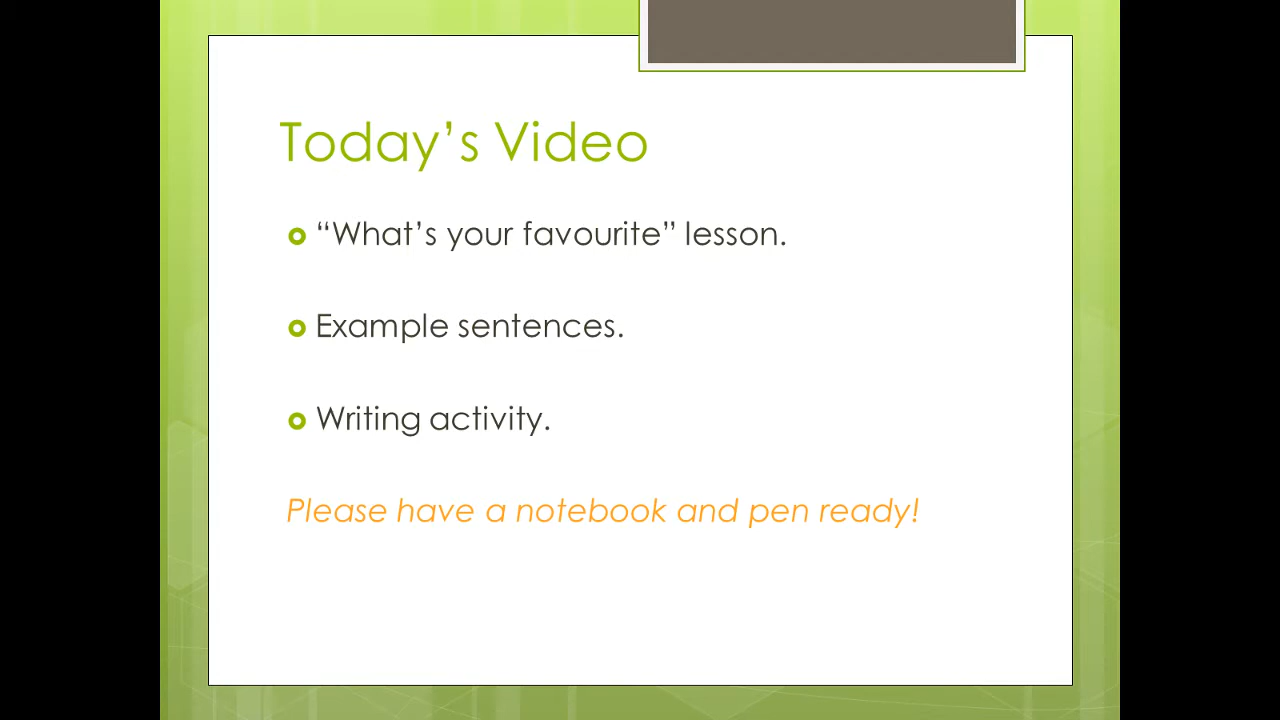 Today’s Video
“What’s your favourite” lesson.
Example sentences.
Writing activity.
Please have a notebook and pen ready!